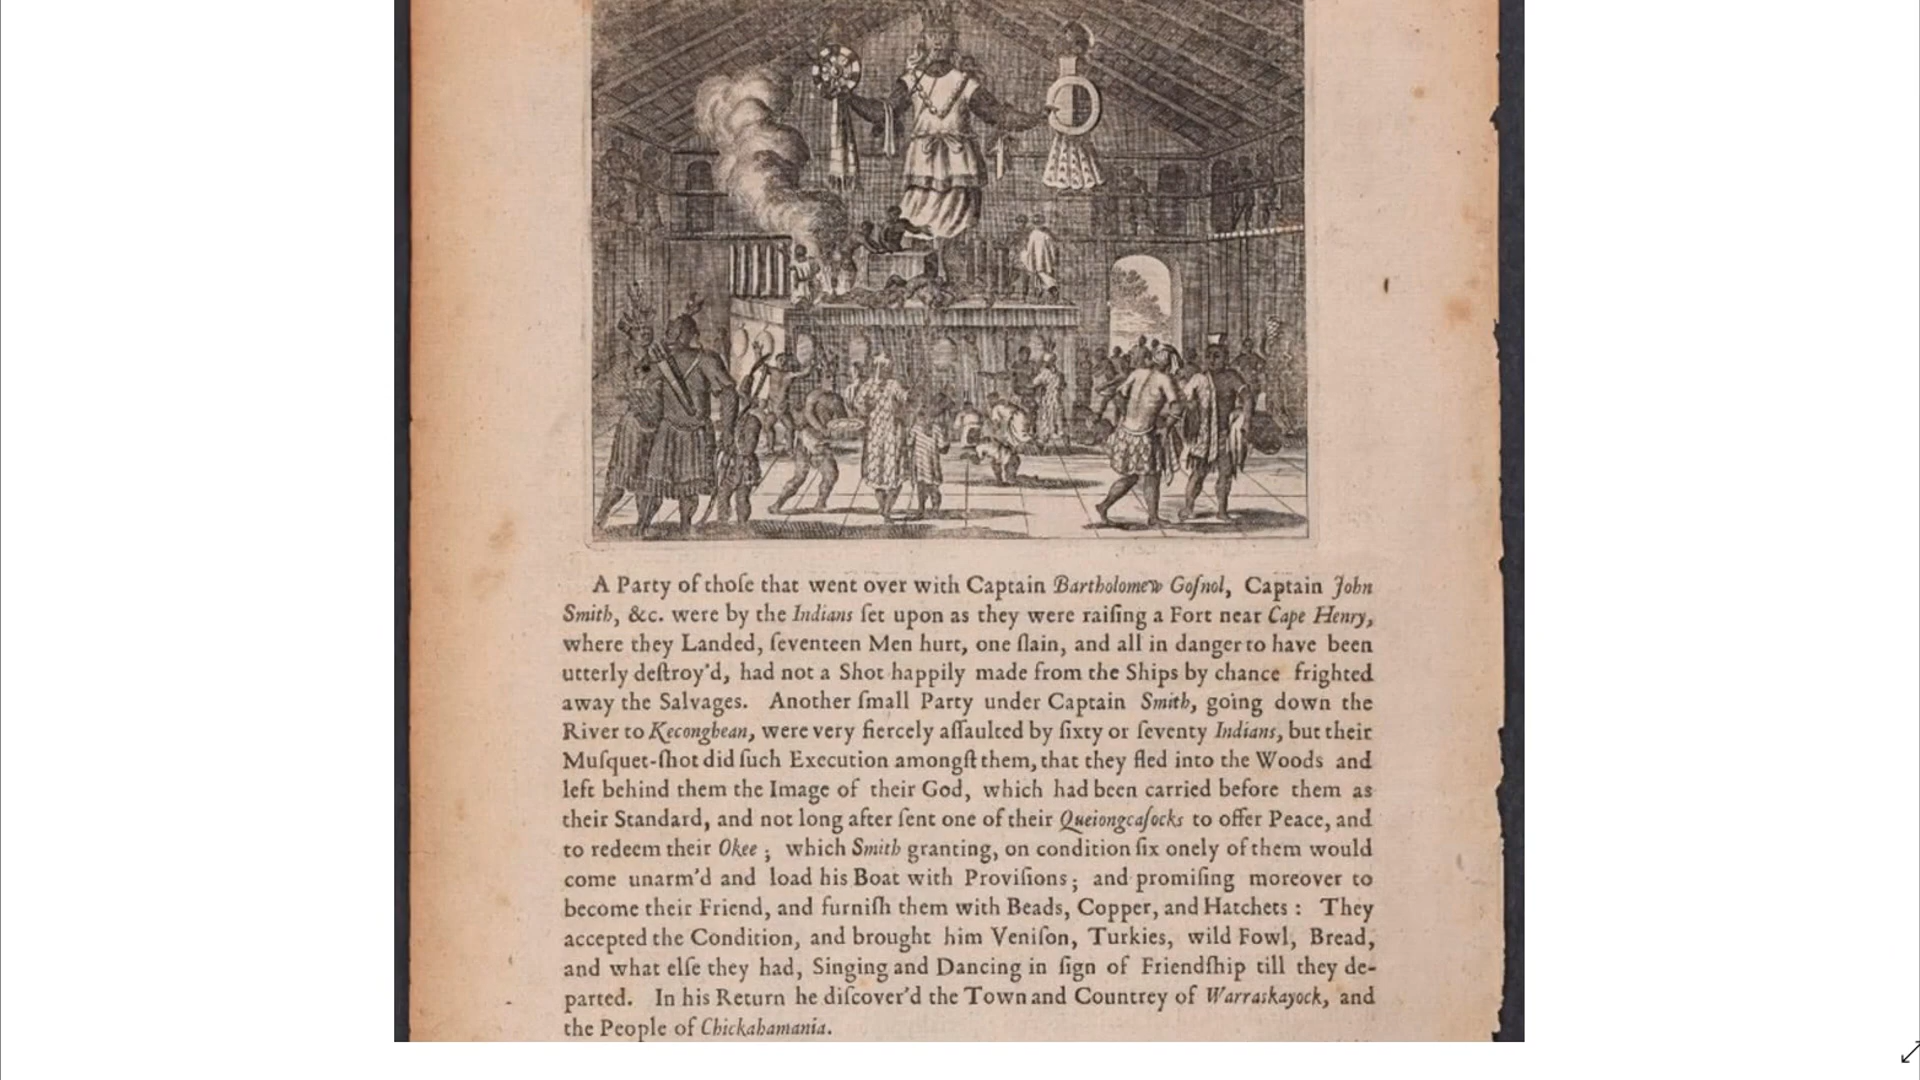 A Party of thoſe that went over with Captain Bartholomew Goſnol, Captain John
Smith, &c. were by the Indians ſet upon as they were raiſing a Fort near Cape Henry,
where they Landed, ſeventeen Men hurt, one ſlain, and all in danger to have been
utterly deſtroy'd, had not a Shot happily made from the Ships by chance frighted
away the Salvages. Another ſmall Party under Captain Smith, going down the
River to Kecongbean, were very fiercely aſſaulted by ſixty or ſeventy Indians, but their
Muſquet-ſhot did ſuch Execution amongſt them, that they fled into the Woods and
left behind them the Image of their God, which had been carried before them as
their Standard, and not long after ſent one of their Queiongcaſocks to offer Peace, and
to redeem their Okee; which Smith granting, on condition ſix onely of them would
come unarm'd and load his Boat with Proviſions; and promiſing moreover to
become their Friend, and furniſh them with Beads, Copper, and Hatchets: They
accepted the Condition, and brought him Veniſon, Turkies, wild Fowl, Bread,
and what elſe they had, Singing and Dancing in ſign of Friendſhip till they de-
parted. In his Return he diſcover'd the Town and Countrey of Warraskayock, and
the People of Chickahamania.